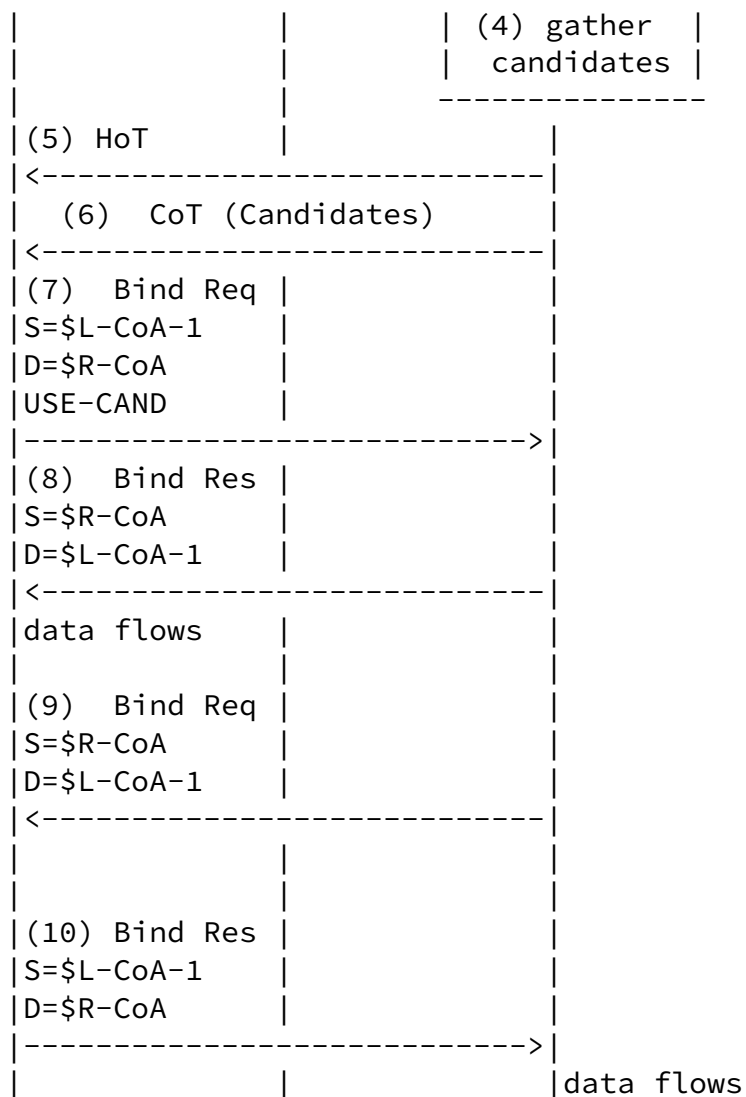 |              |        | (4) gather  |
|              |        |  candidates |
|              |        ---------------
|(5) HoT       |              |
|<----------------------------|
|  (6)  CoT (Candidates)      |
|<----------------------------|
|(7)  Bind Req |              |
|S=$L-CoA-1                   |
|D=$R-CoA      |              |
|USE-CAND      |              |
|---------------------------->|
|(8)  Bind Res |              |
|S=$R-CoA      |              |
|D=$L-CoA-1    |              |
|<----------------------------|
|data flows    |              |
|              |              |
|(9)  Bind Req |              |
|S=$R-CoA      |              |
|D=$L-CoA-1    |              |
|<----------------------------|
|              |              |
|              |              |
|(10) Bind Res |              |
|S=$L-CoA-1    |              |
|D=$R-CoA      |              |
|---------------------------->|
|              |              |data flows